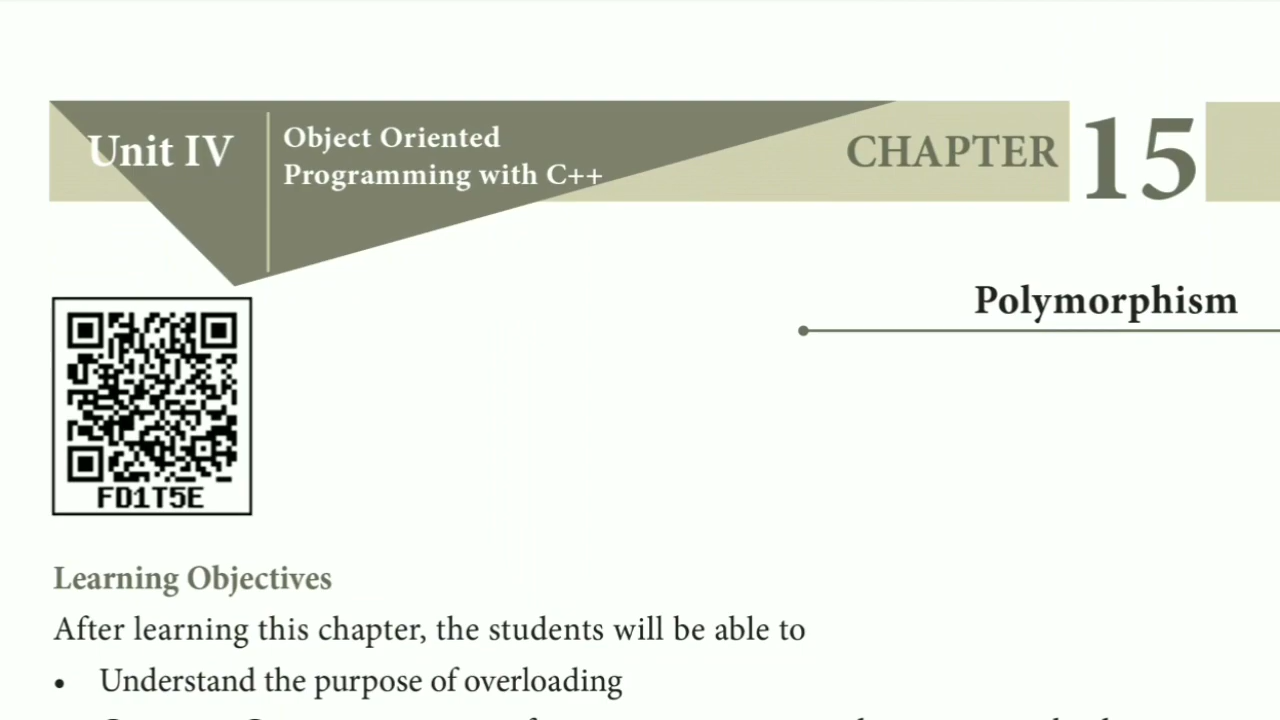 Unit IV
Object Oriented
Programming with C++
CHAPTER 15
Polymorphism
FD1T5E
Learning Objectives
After learning this chapter, the students will be able to
• Understand the purpose of overloading